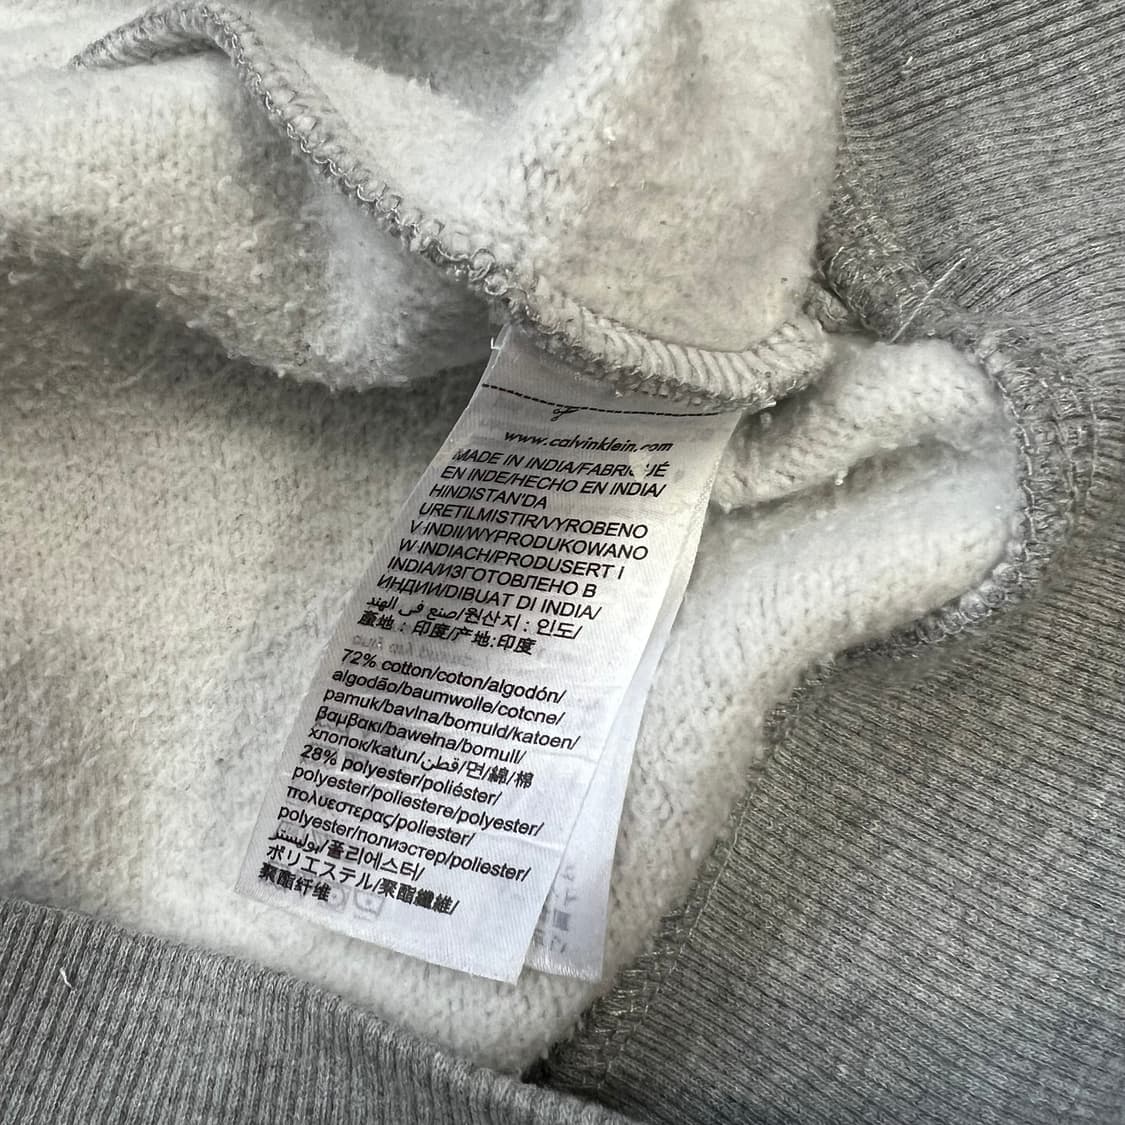 www.calvinklein.com
MADE IN INDIA/FABRIQUÉ
EN INDE/HECHO EN INDIA/
HINDISTAN'DA
URETILMISTIR/VYROBENO
V INDII/WYPRODUKOWANO
W INDIACH/PRODUSERT I
INDIA/ИЗГОТОВЛЕНО В
ИНДИИ/DIBUAT DI INDIA/
صنع في الهند/원산지 : 인도/
產地 : 印度/产地:印度
72% cotton/coton/algodón/
algodão/baumwolle/cotone/
pamuk/bavlna/bomuld/katoen/
βαμβακι/bawełna/bomull/
хлопок/katun/قطن/면/綿/棉
28% polyester/poliéster/
polyester/poliestere/polyester/
πολυεστερας/poliester/
polyester/полиэстер/poliester/
بوليستر/폴리에스터/
ポリエステル/聚酯纖維/
聚酯纤维